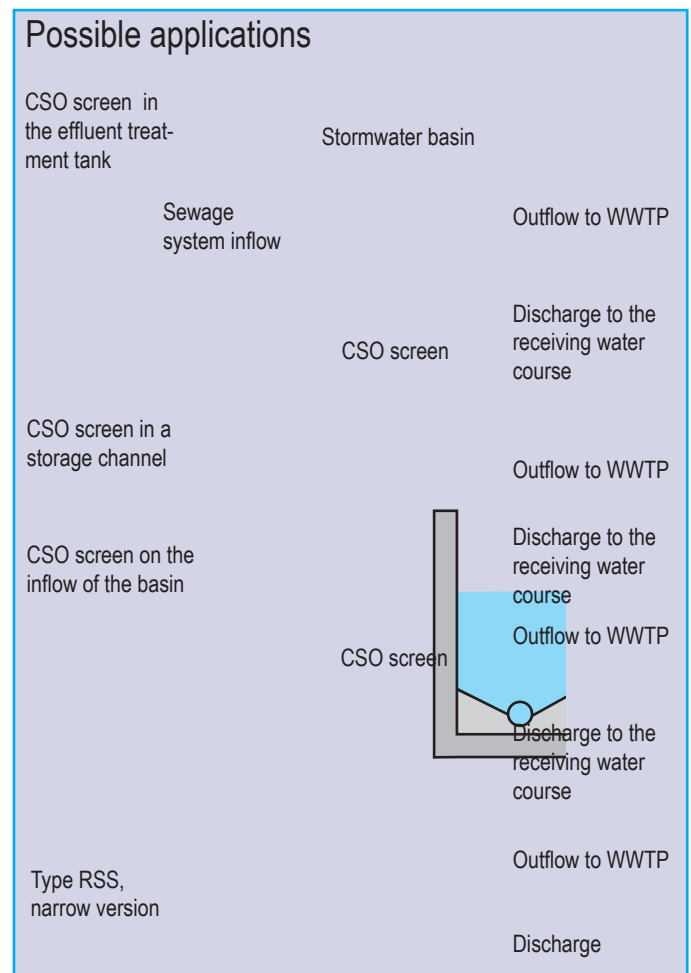 Possible applications
CSO screen in
the effluent treat-
ment tank
Stormwater basin
Sewage
system inflow
Outflow to WWTP
Discharge to the
receiving water
course
CSO screen
CSO screen in a
storage channel
Outflow to WWTP
Discharge to the
receiving water
course
CSO screen on the
inflow of the basin
Outflow to WWTP
CSO screen
Discharge to the
receiving water
course
Outflow to WWTP
Type RSS,
narrow version
Discharge